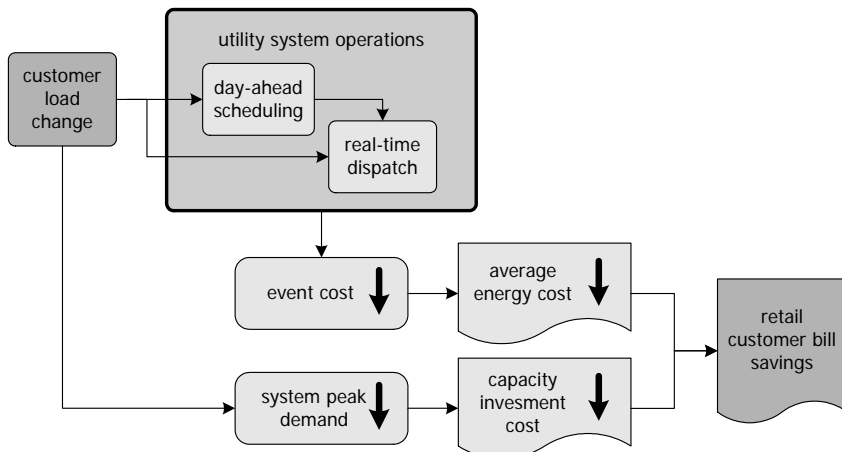 utility system operations
customer
load
change
day-ahead
scheduling
real-time
dispatch
event cost
average
energy cost
retail
customer bill
savings
system peak
demand
capacity
invesment
cost